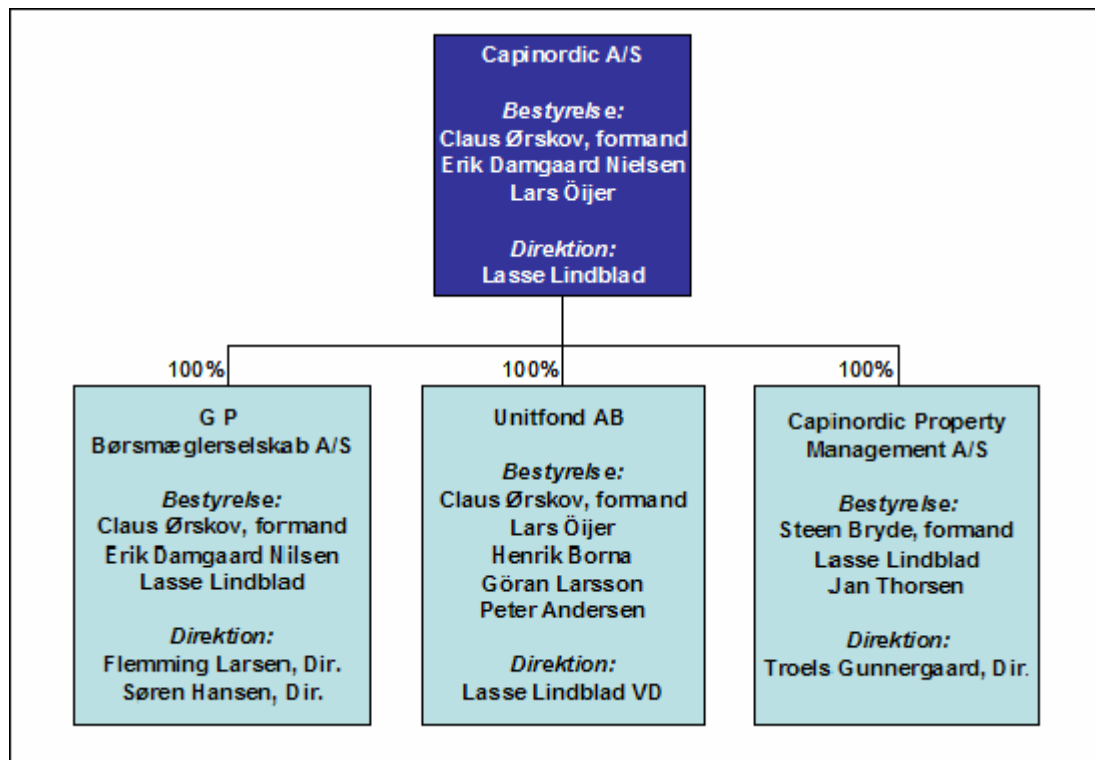 Capinordic A/S
Bestyrelse:
Claus Ørskov, formand
Erik Damgaard Nielsen
Lars Öijer
Direktion:
Lasse Lindblad
100%
100%
100%
G P
Børsmæglerselskab A/S
Bestyrelse:
Claus Ørskov, formand
Erik Damgaard Nilsen
Lasse Lindblad
Direktion:
Flemming Larsen, Dir.
Søren Hansen, Dir.
Unitfond AB
Bestyrelse:
Claus Ørskov, formand
Lars Öijer
Henrik Borna
Göran Larsson
Peter Andersen
Direktion:
Lasse Lindblad VD
Capinordic Property
Management A/S
Bestyrelse:
Steen Bryde, formand
Lasse Lindblad
Jan Thorsen
Direktion:
Troels Gunnergaard, Dir.